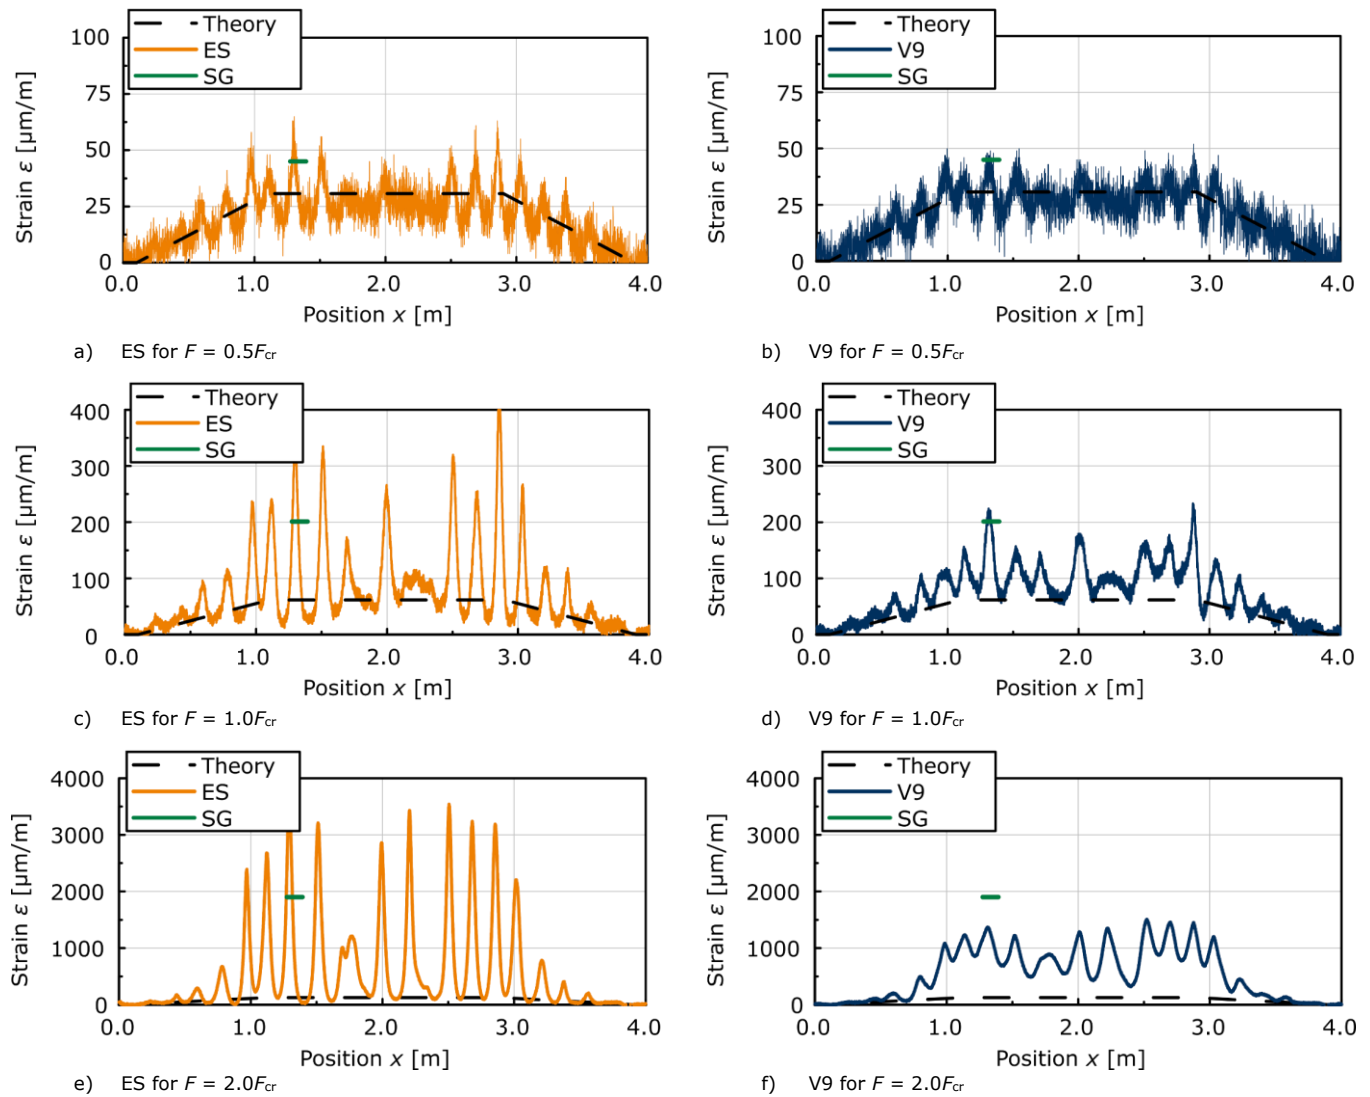 Theory
ES
SG
100
75
50
25
0
Strain ε [µm/m]
0.0 1.0 2.0 3.0 4.0
Position x [m]
a) ES for F = 0.5Fcr
Theory
V9
SG
100
75
50
25
0
Strain ε [µm/m]
0.0 1.0 2.0 3.0 4.0
Position x [m]
b) V9 for F = 0.5Fcr
Theory
ES
SG
400
300
200
100
0
Strain ε [µm/m]
0.0 1.0 2.0 3.0 4.0
Position x [m]
c) ES for F = 1.0Fcr
Theory
V9
SG
400
300
200
100
0
Strain ε [µm/m]
0.0 1.0 2.0 3.0 4.0
Position x [m]
d) V9 for F = 1.0Fcr
Theory
ES
SG
4000
3000
2000
1000
0
Strain ε [µm/m]
0.0 1.0 2.0 3.0 4.0
Position x [m]
e) ES for F = 2.0Fcr
Theory
V9
SG
4000
3000
2000
1000
0
Strain ε [µm/m]
0.0 1.0 2.0 3.0 4.0
Position x [m]
f) V9 for F = 2.0Fcr